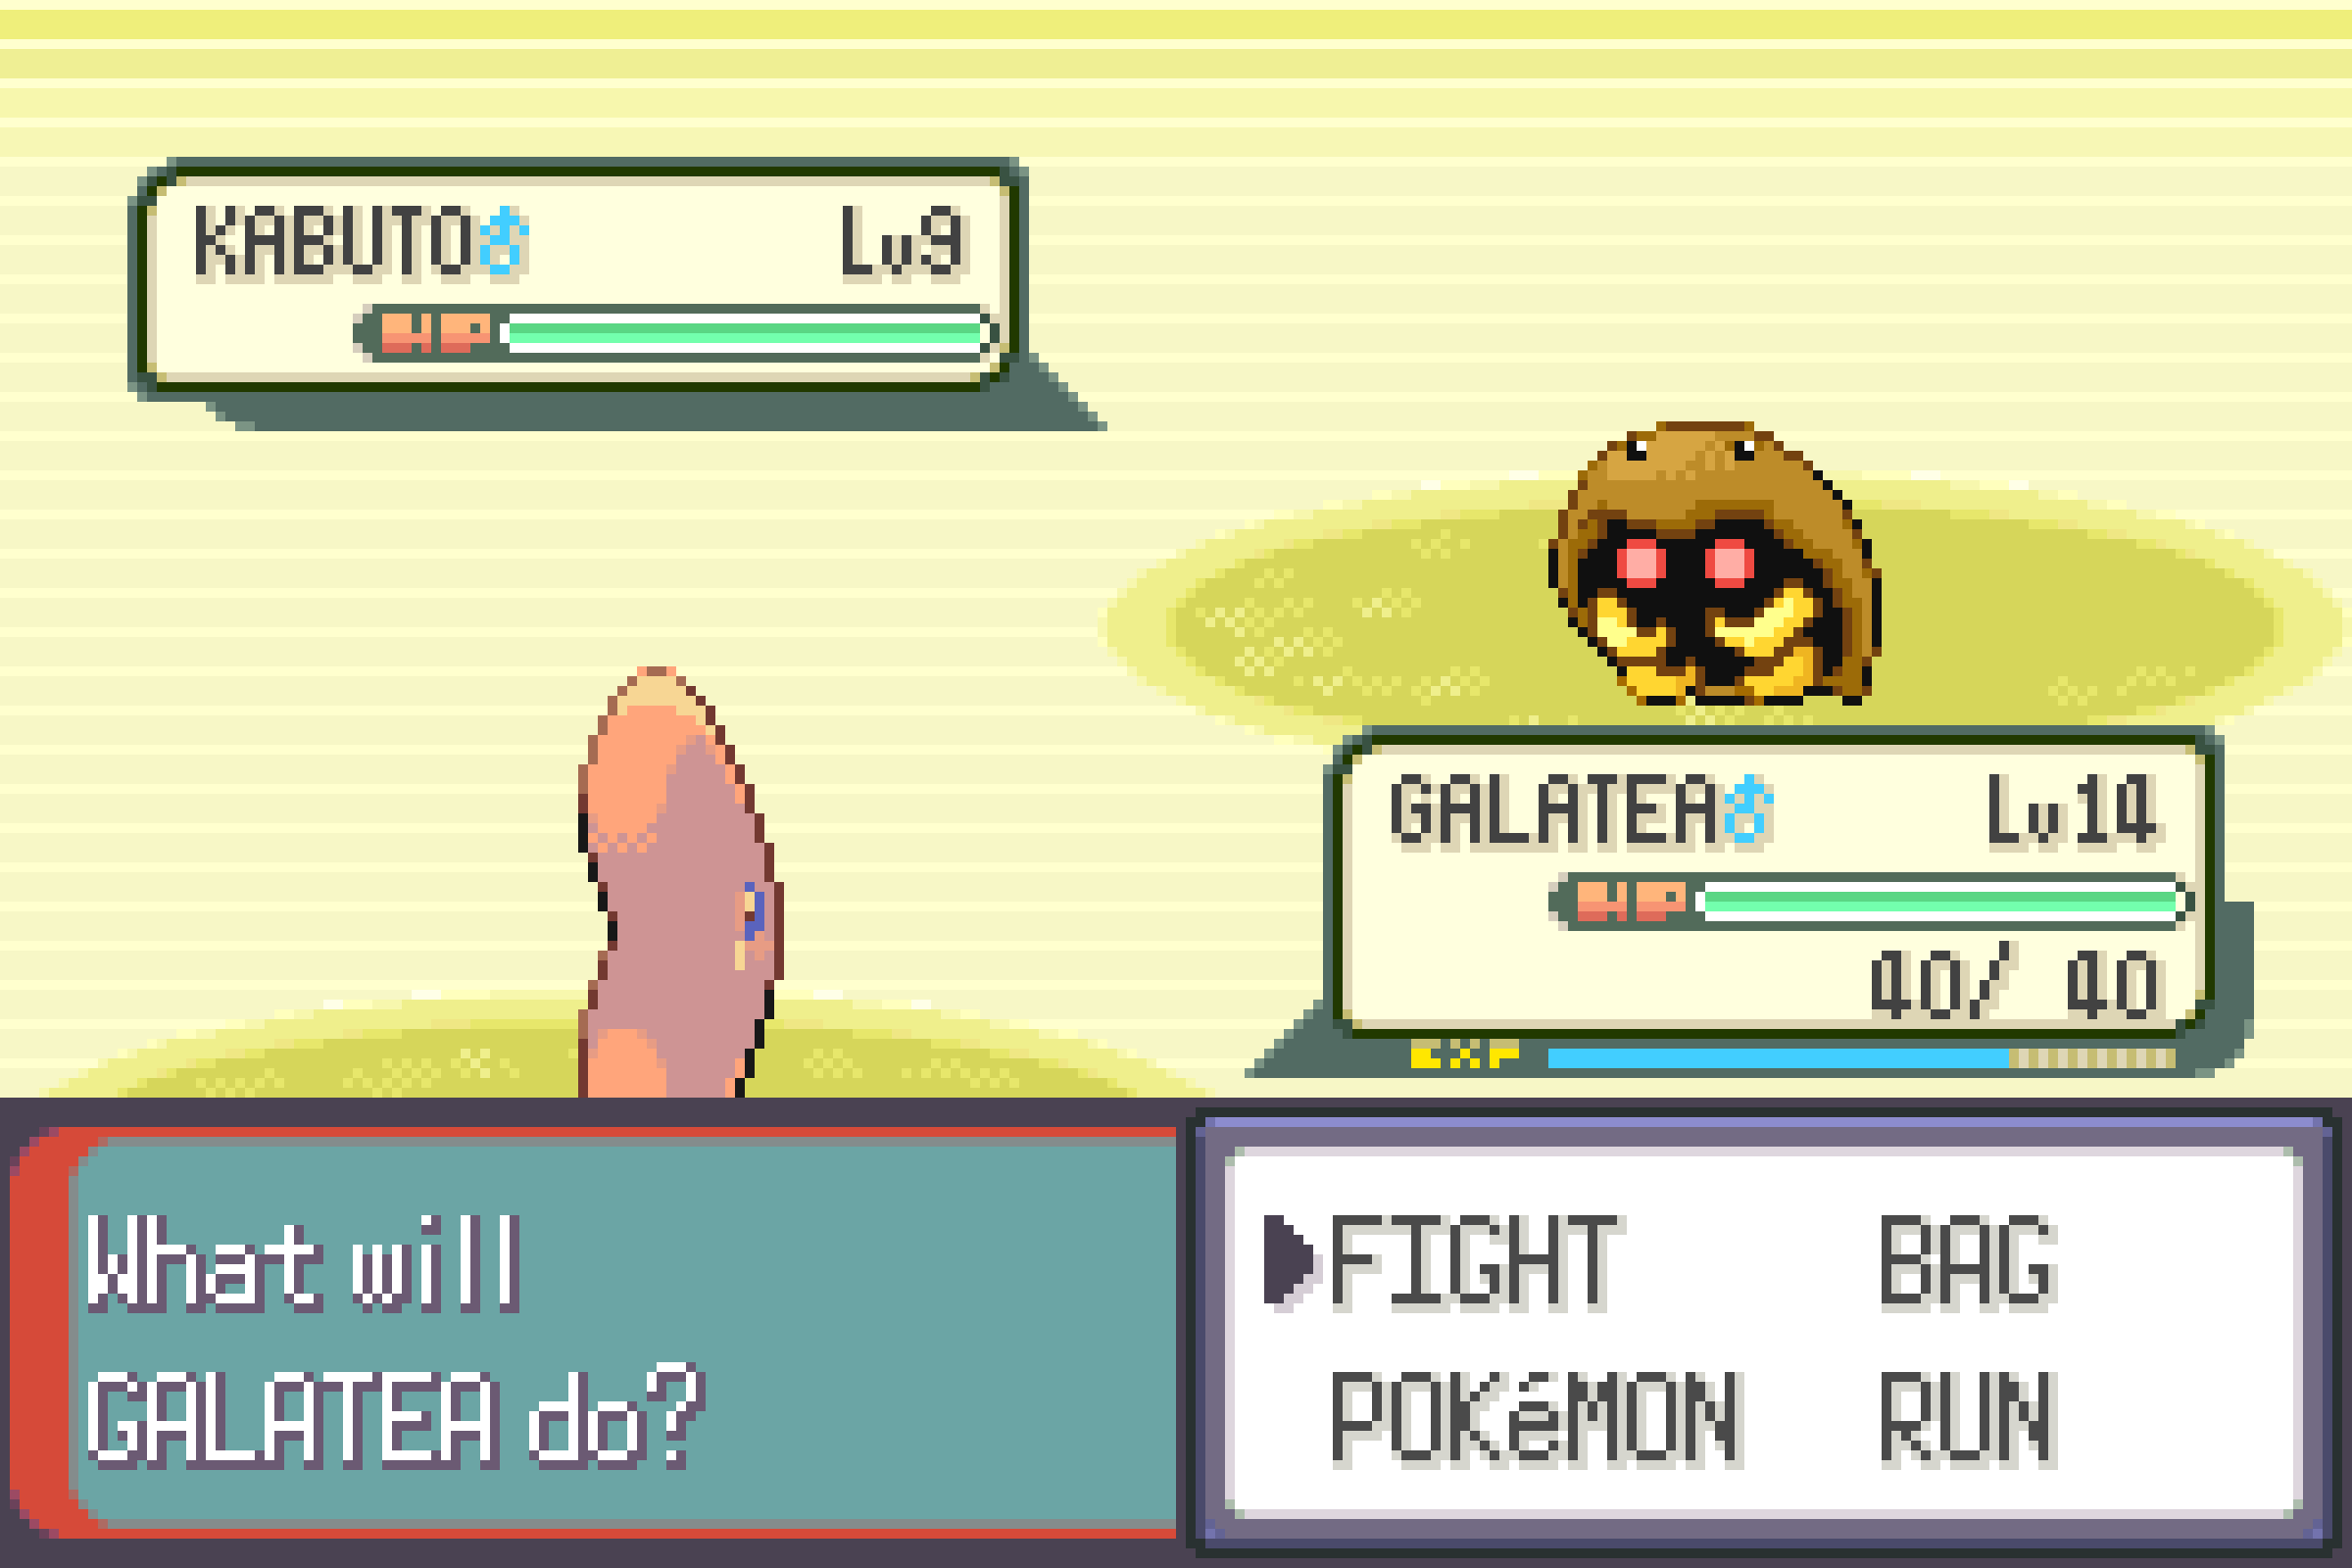 KABUTO♂ Lv9
HP
GALATEA♂ Lv14
HP
40/ 40
EXP
What will
GALATEA do?
FIGHT BAG
POKéMON RUN